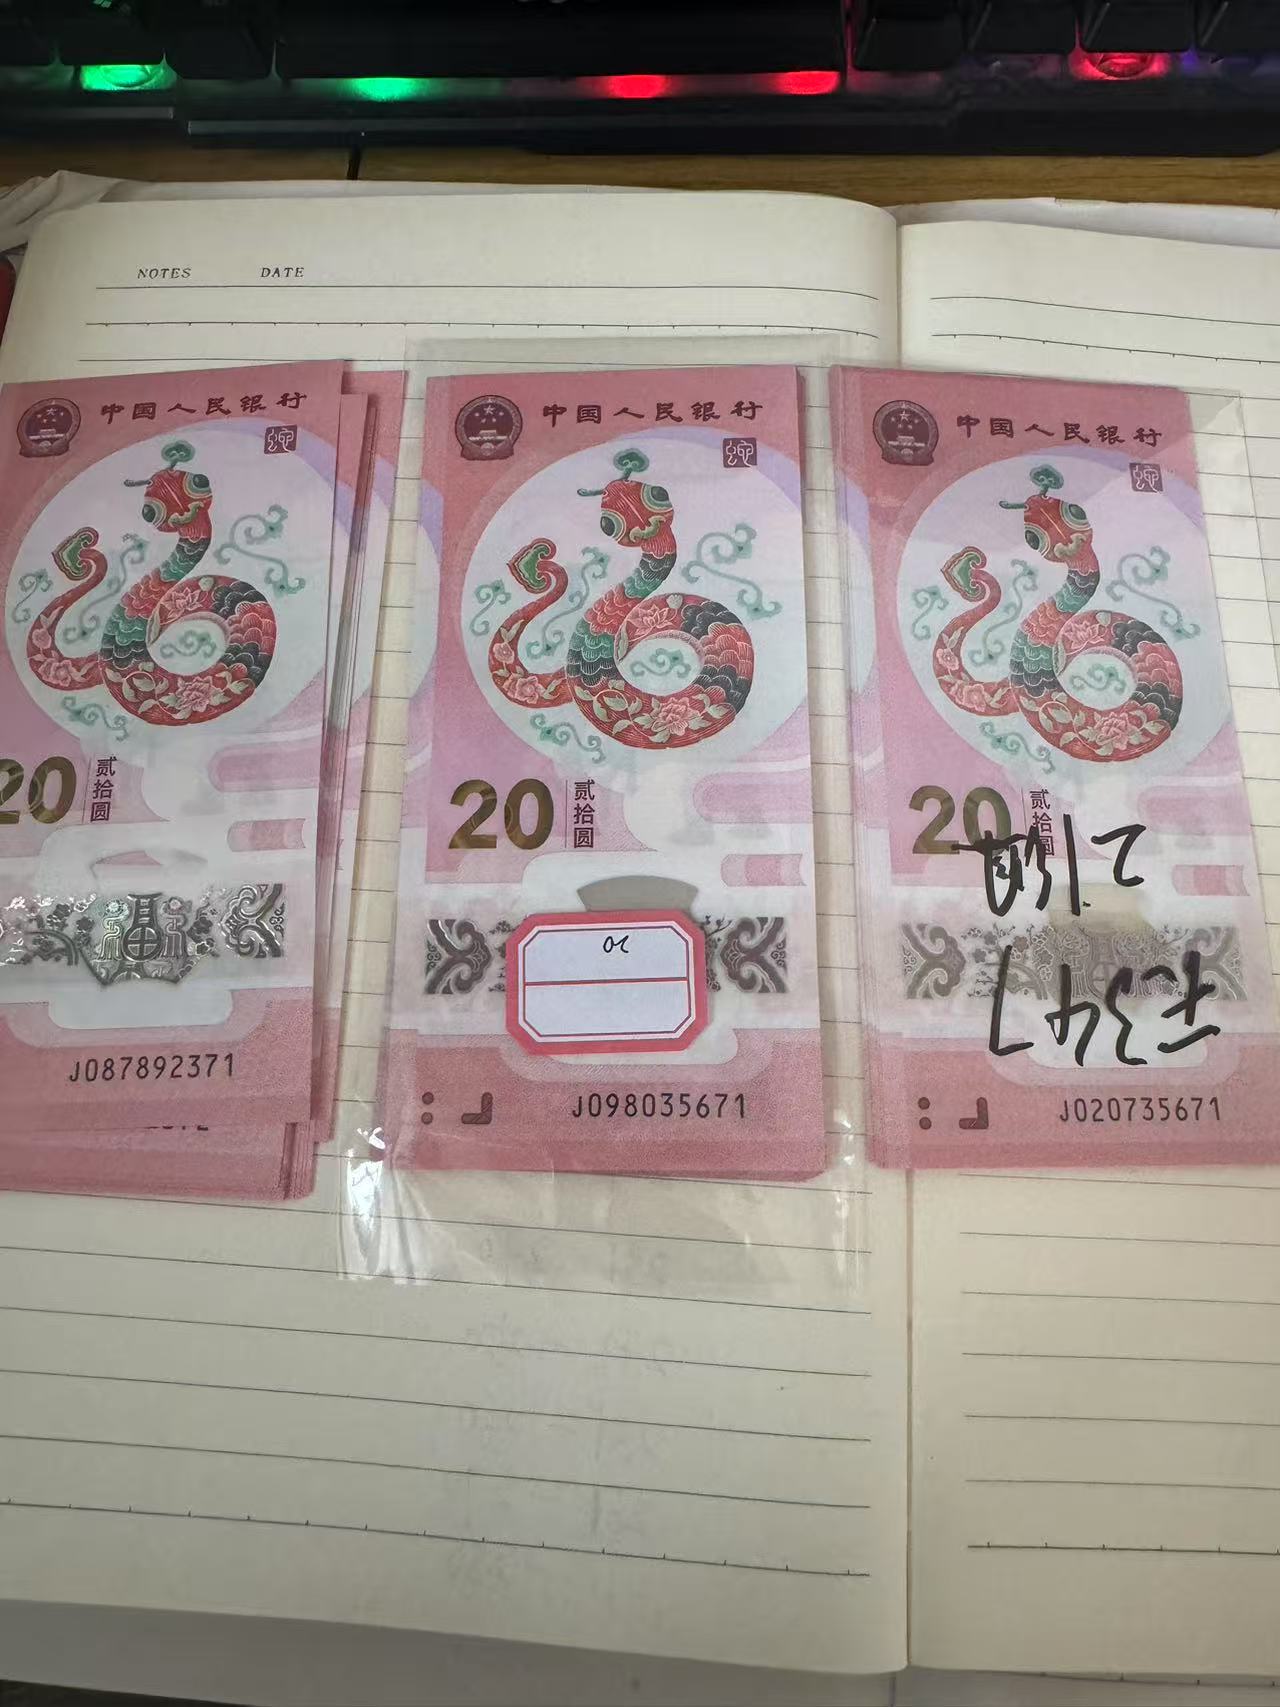 NOTES DATE
中国人民银行
蛇
20 贰拾圆
福
J087892371
中国人民银行
蛇
20 贰拾圆
20
J098035671
中国人民银行
蛇
20 贰拾圆
J020735671